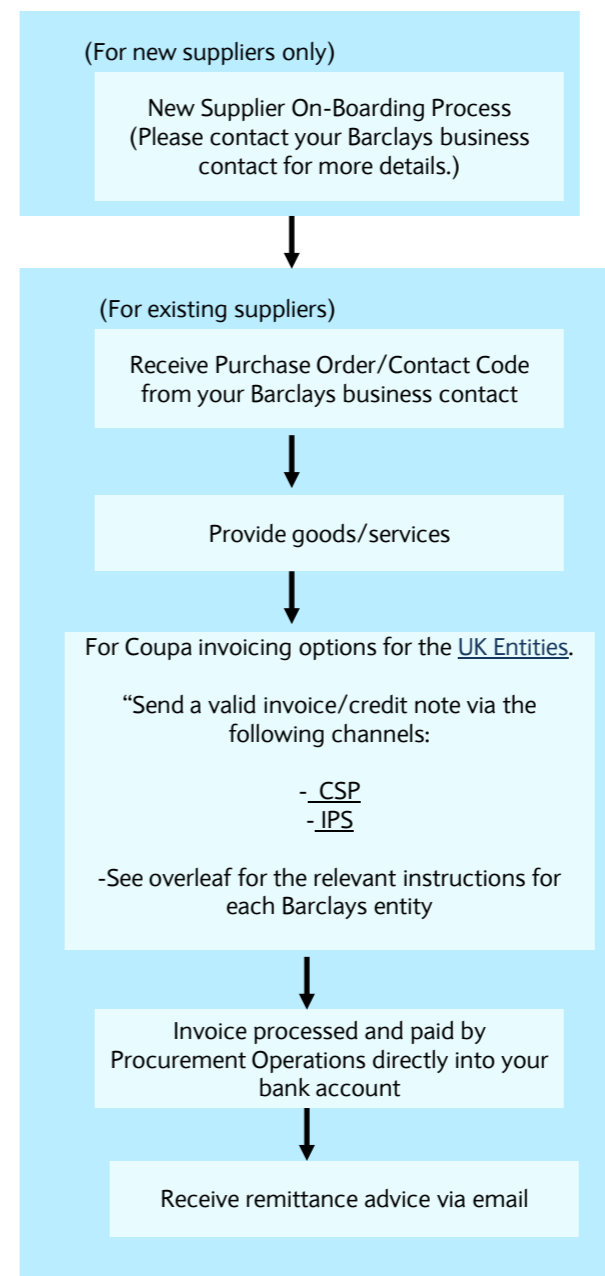 (For new suppliers only)
New Supplier On-Boarding Process
(Please contact your Barclays business
contact for more details.)
(For existing suppliers)
Receive Purchase Order/Contact Code
from your Barclays business contact
Provide goods/services
For Coupa invoicing options for the UK Entities.
“Send a valid invoice/credit note via the
following channels:
- CSP
- IPS
-See overleaf for the relevant instructions for
each Barclays entity
Invoice processed and paid by
Procurement Operations directly into your
bank account
Receive remittance advice via email